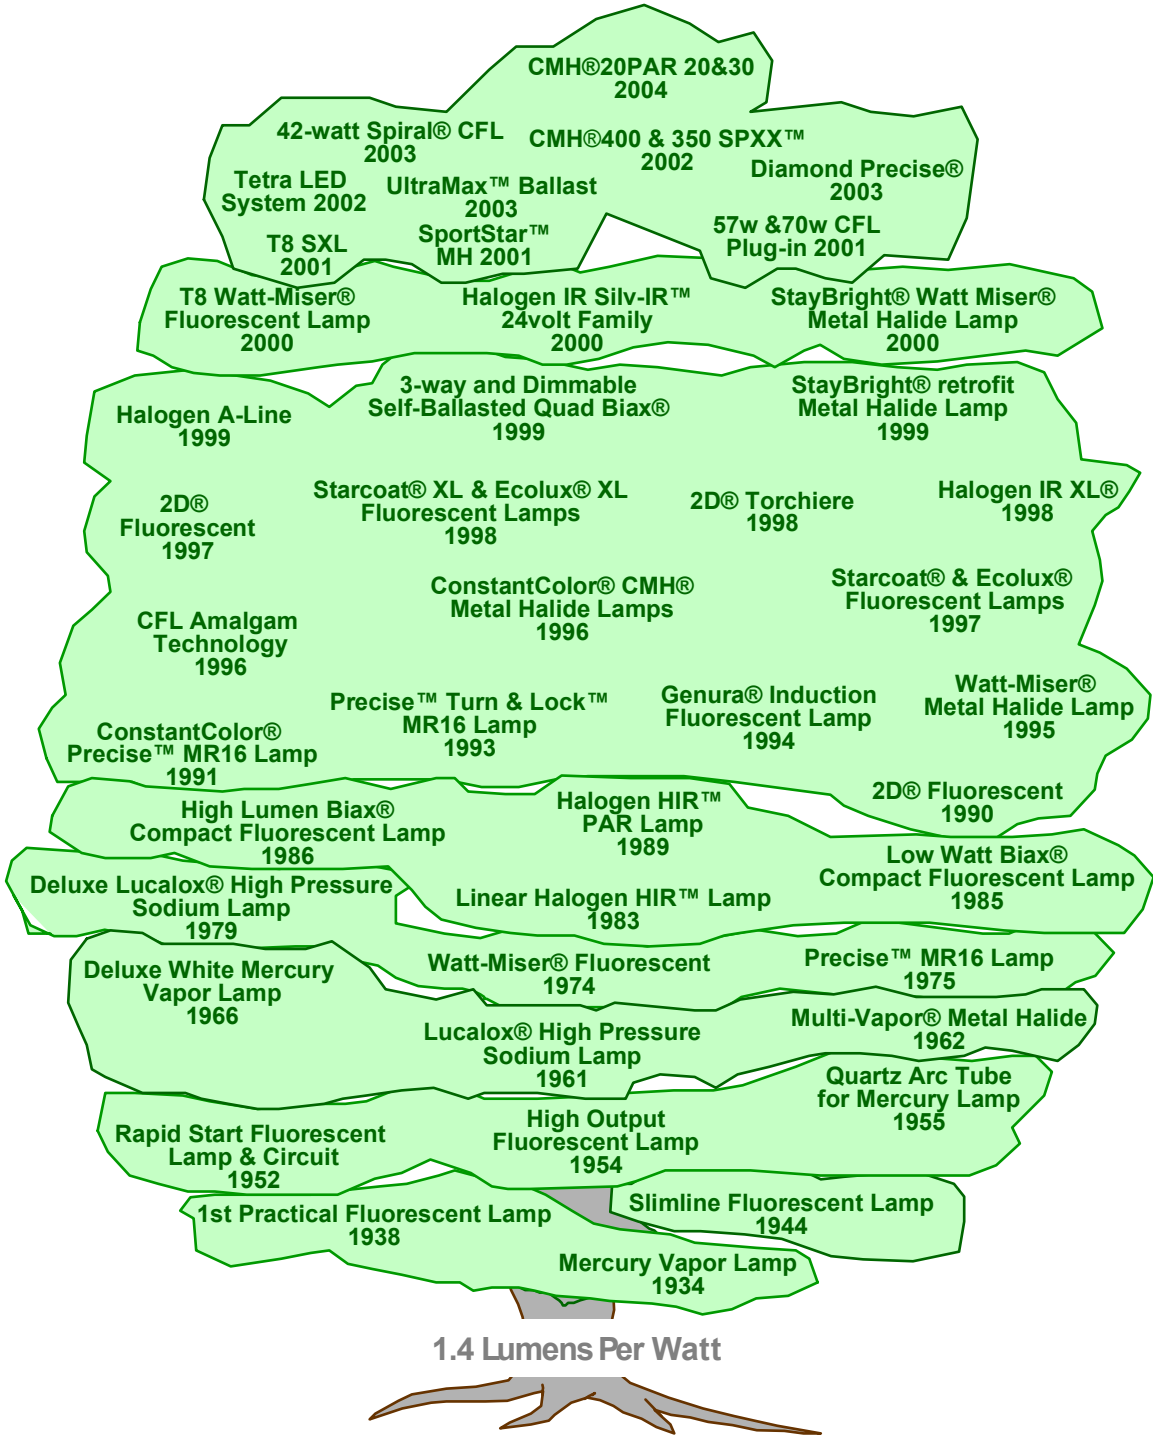 CMH®20PAR 20&30
2004
42-watt Spiral® CFL
2003
CMH®400 & 350 SPXX™
2002
Diamond Precise®
2003
Tetra LED
System 2002
UltraMax™ Ballast
2003
57w &70w CFL
Plug-in 2001
T8 SXL
2001
SportStar™
MH 2001
T8 Watt-Miser®
Fluorescent Lamp
2000
Halogen IR Silv-IR™
24volt Family
2000
StayBright® Watt Miser®
Metal Halide Lamp
2000
Halogen A-Line
1999
3-way and Dimmable
Self-Ballasted Quad Biax®
1999
StayBright® retrofit
Metal Halide Lamp
1999
2D®
Fluorescent
1997
Starcoat® XL & Ecolux® XL
Fluorescent Lamps
1998
2D® Torchiere
1998
Halogen IR XL®
1998
CFL Amalgam
Technology
1996
ConstantColor® CMH®
Metal Halide Lamps
1996
Starcoat® & Ecolux®
Fluorescent Lamps
1997
ConstantColor®
Precise™ MR16 Lamp
1991
Precise™ Turn & Lock™
MR16 Lamp
1993
Genura® Induction
Fluorescent Lamp
1994
Watt-Miser®
Metal Halide Lamp
1995
2D® Fluorescent
1990
High Lumen Biax®
Compact Fluorescent Lamp
1986
Halogen HIR™
PAR Lamp
1989
Low Watt Biax®
Compact Fluorescent Lamp
1985
Deluxe Lucalox® High Pressure
Sodium Lamp
1979
Linear Halogen HIR™ Lamp
1983
Deluxe White Mercury
Vapor Lamp
1966
Watt-Miser® Fluorescent
1974
Precise™ MR16 Lamp
1975
Lucalox® High Pressure
Sodium Lamp
1961
Multi-Vapor® Metal Halide
1962
Rapid Start Fluorescent
Lamp & Circuit
1952
High Output
Fluorescent Lamp
1954
Quartz Arc Tube
for Mercury Lamp
1955
1st Practical Fluorescent Lamp
1938
Slimline Fluorescent Lamp
1944
Mercury Vapor Lamp
1934
1.4 Lumens Per Watt